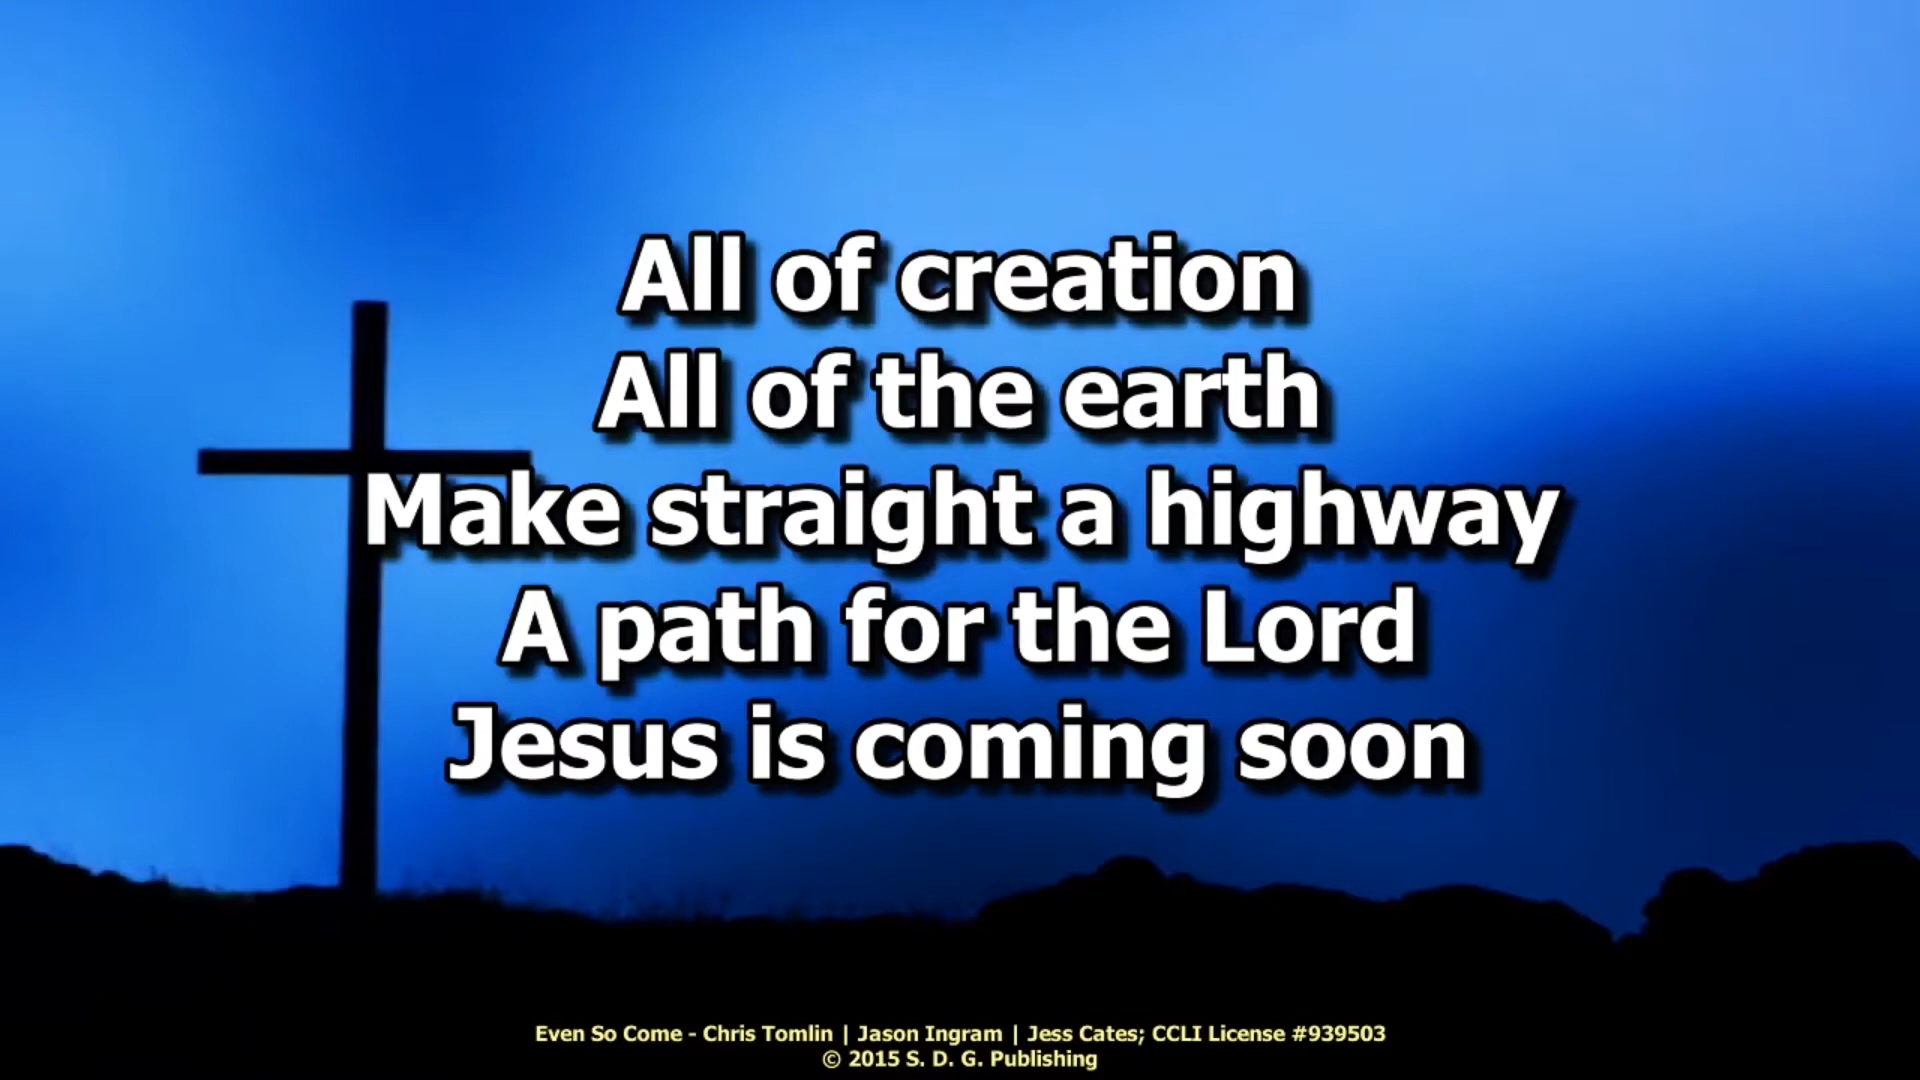 All of creation
All of the earth
Make straight a highway
A path for the Lord
Jesus is coming soon
Even So Come - Chris Tomlin | Jason Ingram | Jess Cates; CCLI License #939503
© 2015 S. D. G. Publishing